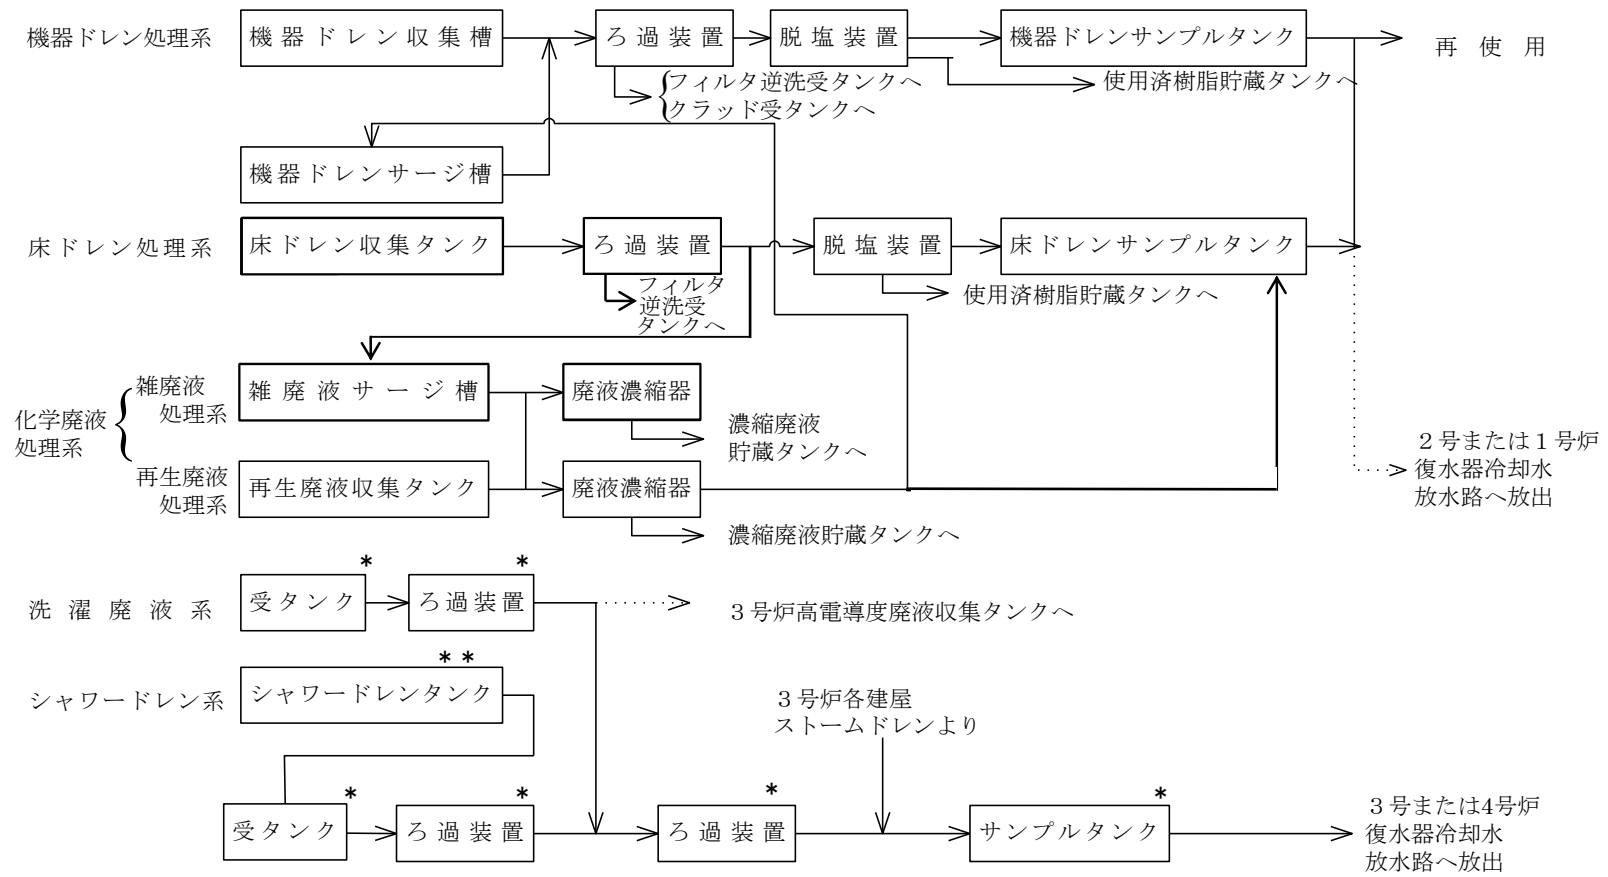 機器ドレン処理系
機器ドレン収集槽
ろ過装置
脱塩装置
機器ドレンサンプルタンク
再使用
フィルタ逆洗受タンクへ
クラッド受タンクへ
使用済樹脂貯蔵タンクへ
機器ドレンサージ槽
床ドレン処理系
床ドレン収集タンク
ろ過装置
脱塩装置
床ドレンサンプルタンク
フィルタ
逆洗受
タンクへ
使用済樹脂貯蔵タンクへ
化学廃液
処理系
雑廃液
処理系
雑廃液サージ槽
廃液濃縮器
濃縮廃液
貯蔵タンクへ
再生廃液
処理系
再生廃液収集タンク
廃液濃縮器
濃縮廃液貯蔵タンクへ
2号または1号炉
復水器冷却水
放水路へ放出
洗濯廃液系
受タンク
*
ろ過装置
*
3号炉高電導度廃液収集タンクへ
シャワードレン系
シャワードレンタンク
**
3号炉各建屋
ストームドレンより
受タンク
*
ろ過装置
*
ろ過装置
*
サンプルタンク
*
3号または4号炉
復水器冷却水
放水路へ放出